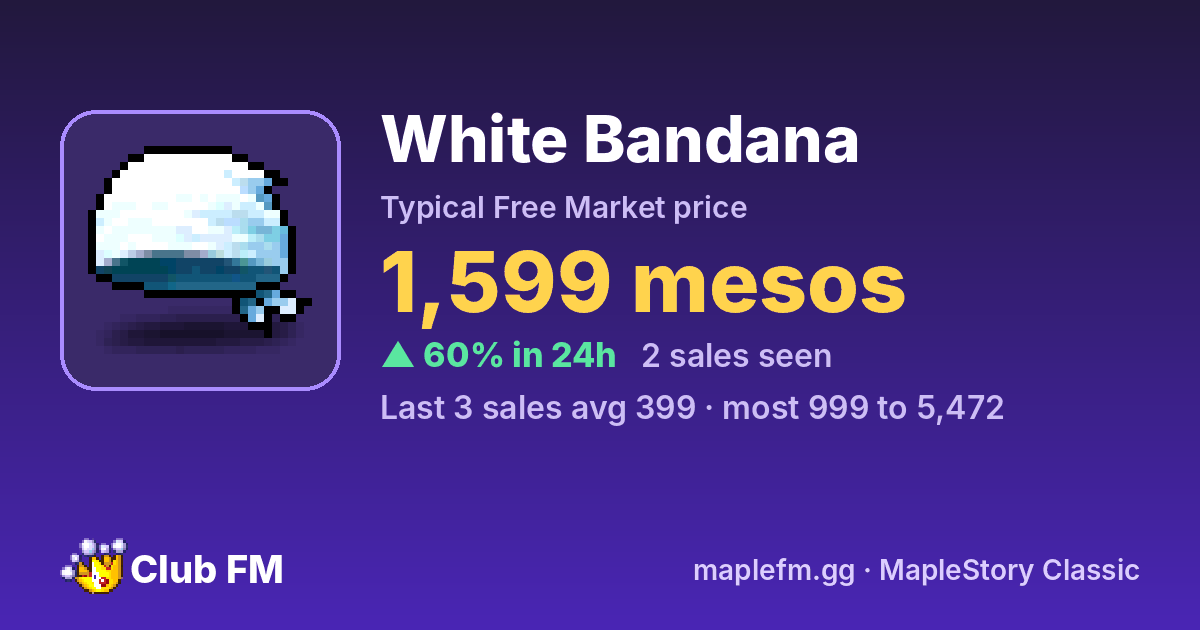 White Bandana
Typical Free Market price
1,599 mesos
▲ 60% in 24h 2 sales seen
Last 3 sales avg 399 · most 999 to 5,472
Club FM
maplefm.gg · MapleStory Classic